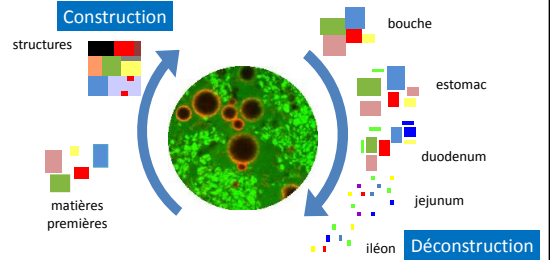 Construction
structures
matières
premières
bouche
estomac
duodenum
jejunum
iléon
Déconstruction